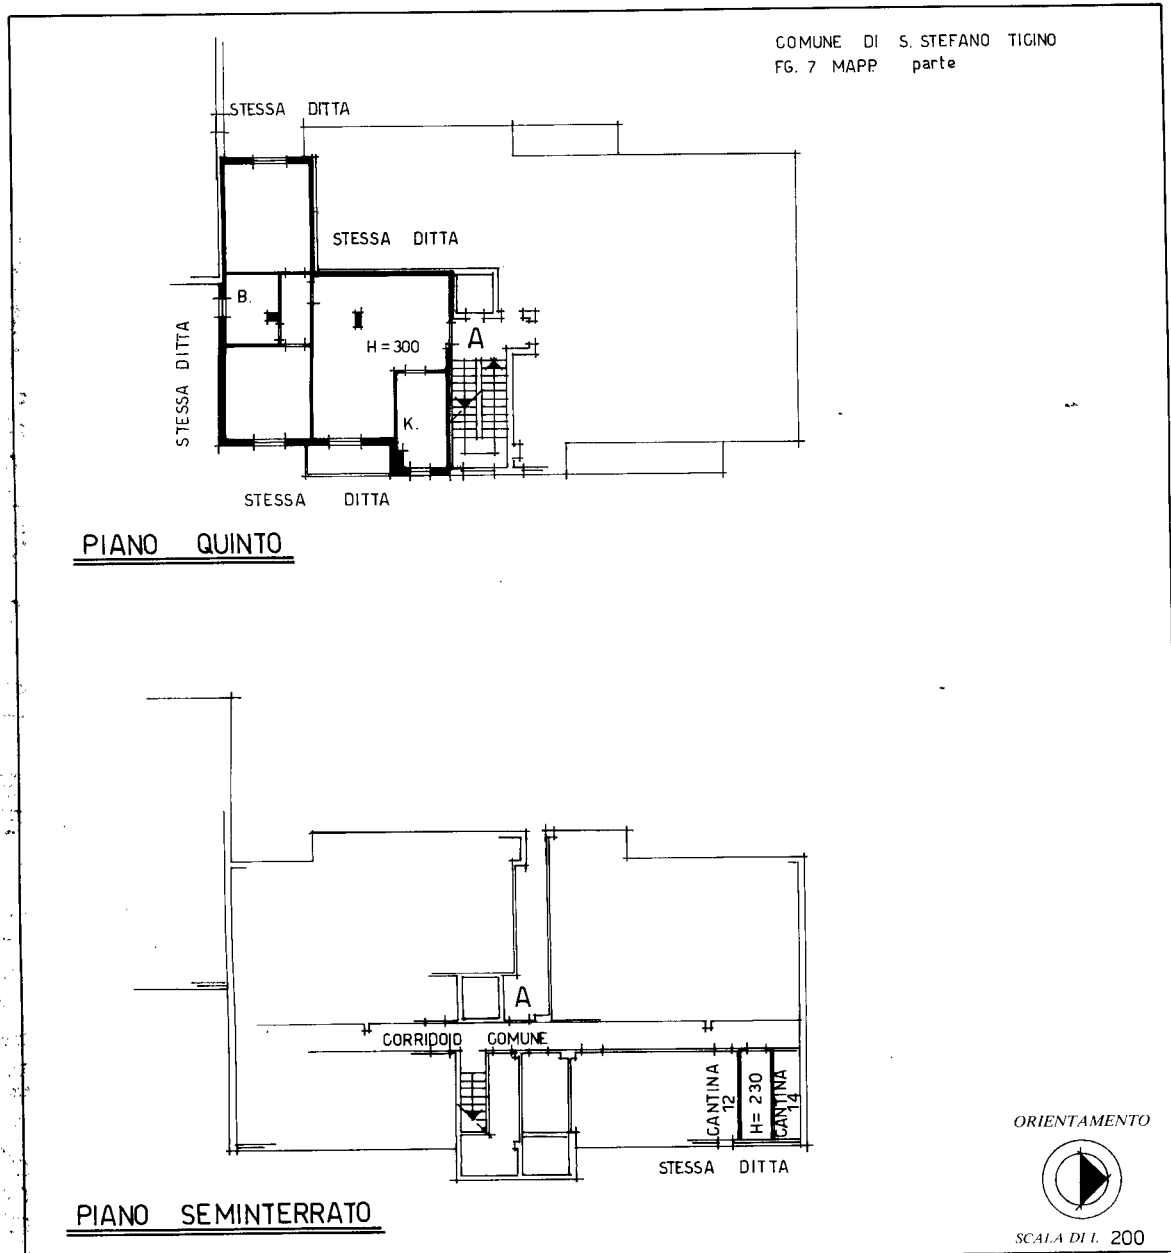 COMUNE DI S. STEFANO TICINO
FG. 7 MAPP. parte
STESSA DITTA
STESSA DITTA
B.
A
H = 300
STESSA DITTA
K.
STESSA DITTA
PIANO QUINTO
A
CORRIDOIO COMUNE
CANTINA 12
H = 230
CANTINA 14
STESSA DITTA
PIANO SEMINTERRATO
ORIENTAMENTO
SCALA DI 1. 200